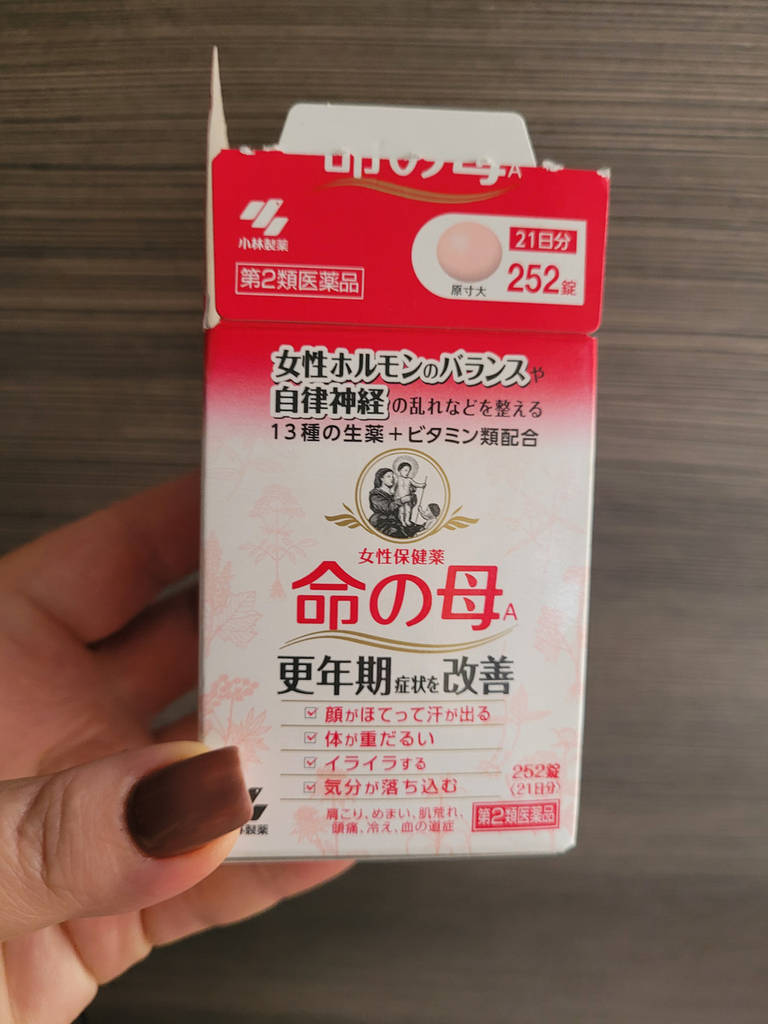 命の母A
小林製薬
第2類医薬品
21日分
252錠
原寸大
女性ホルモンのバランスや
自律神経の乱れなどを整える
13種の生薬+ビタミン類配合
女性保健薬
命の母A
更年期症状を改善
顔がほてって汗が出る
体が重だるい
イライラする
気分が落ち込む
252錠
(21日分)
肩こり、めまい、肌荒れ、
頭痛、冷え、血の道症
第2類医薬品
林製薬